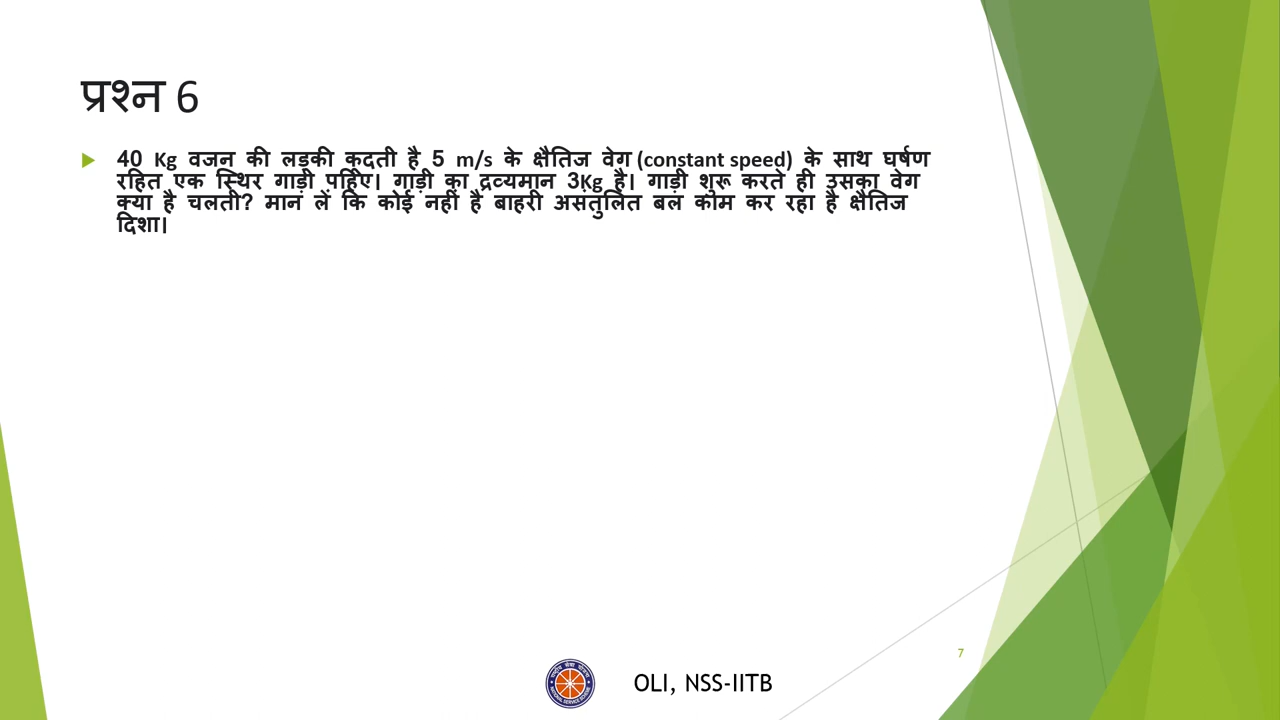 प्रश्न 6
40 Kg वजन की लड़की कूदती है 5 m/s के क्षैतिज वेग (constant speed) के साथ घर्षण
रहित एक स्थिर गाड़ी पहिए। गाड़ी का द्रव्यमान 3Kg है। गाड़ी शुरू करते ही उसका वेग
क्या है चलती? मान लें कि कोई नहीं है बाहरी असंतुलित बल काम कर रहा है क्षैतिज
दिशा।
7
OLI, NSS-IITB